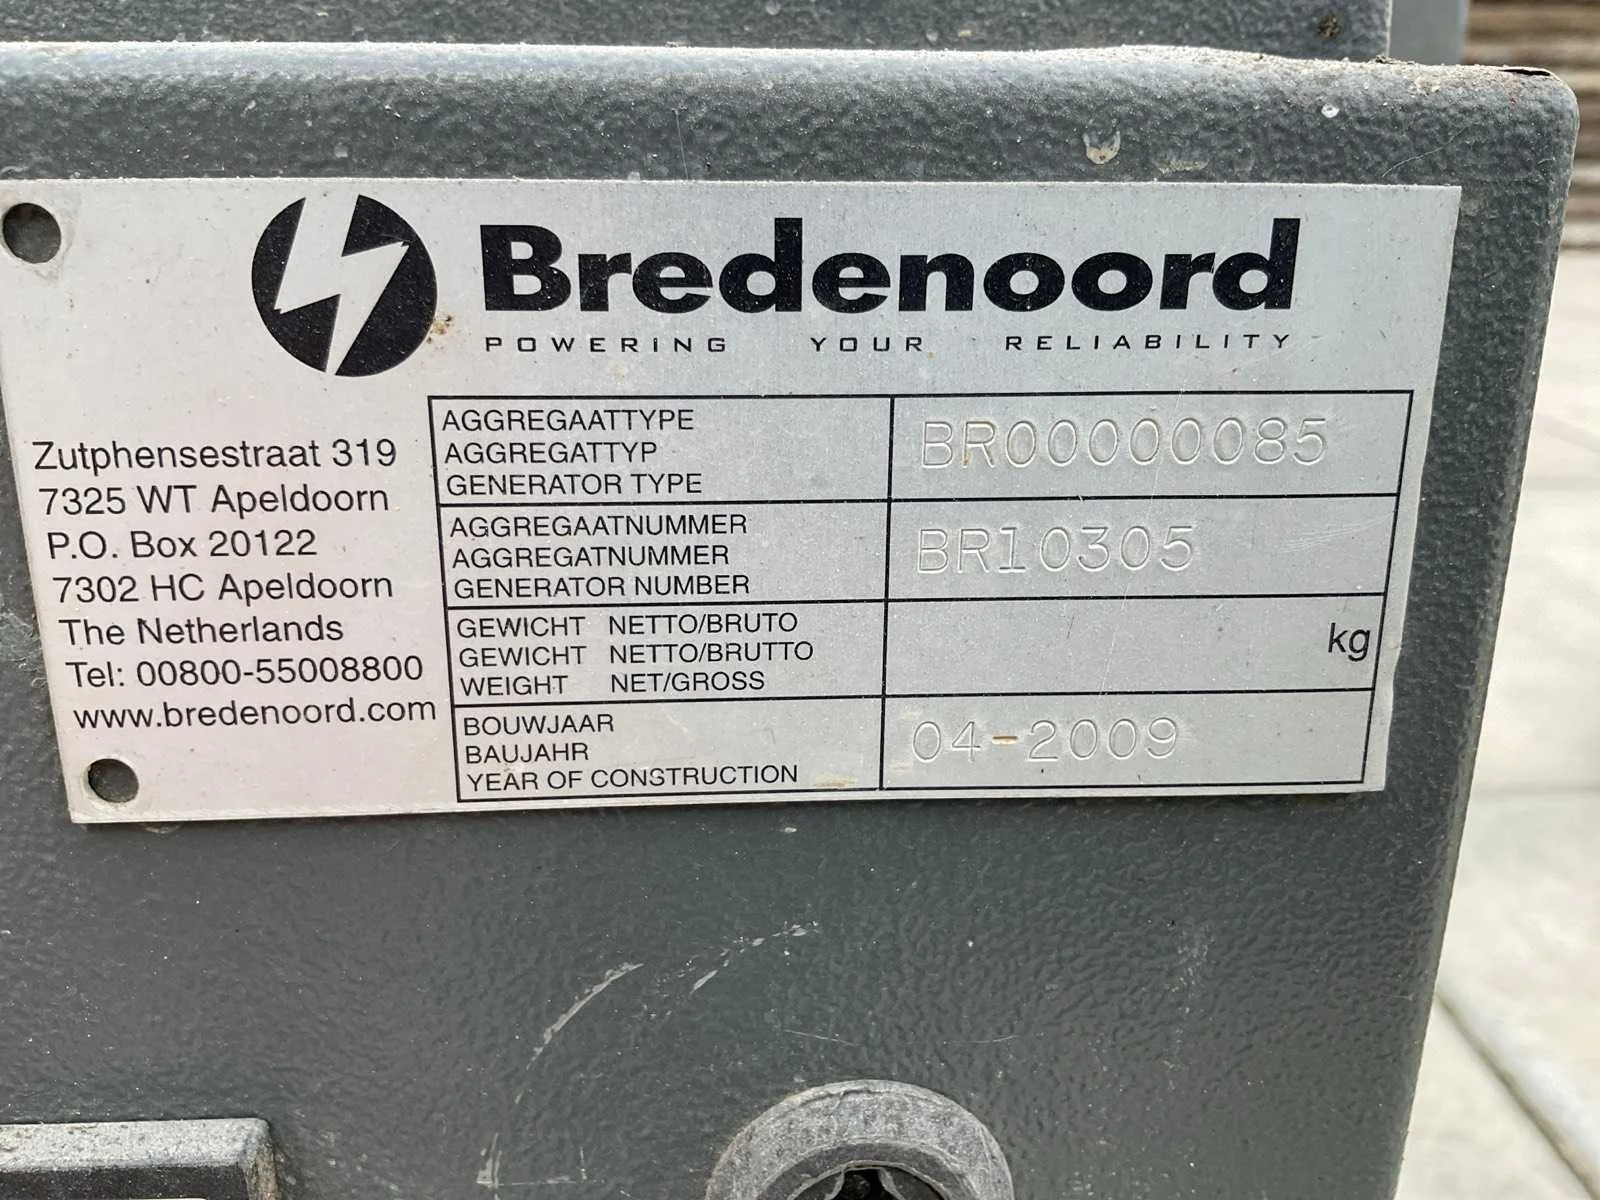 Bredenoord
POWERING YOUR RELIABILITY
Zutphensestraat 319
7325 WT Apeldoorn
P.O. Box 20122
7302 HC Apeldoorn
The Netherlands
Tel: 00800-55008800
www.bredenoord.com
AGGREGAATTYPE
AGGREGATTYP
GENERATOR TYPE
BR00000085
AGGREGAATNUMMER
AGGREGATNUMMER
GENERATOR NUMBER
BR10305
GEWICHT NETTO/BRUTO
GEWICHT NETTO/BRUTTO
WEIGHT NET/GROSS
kg
BOUWJAAR
BAUJAHR
YEAR OF CONSTRUCTION
04-2009